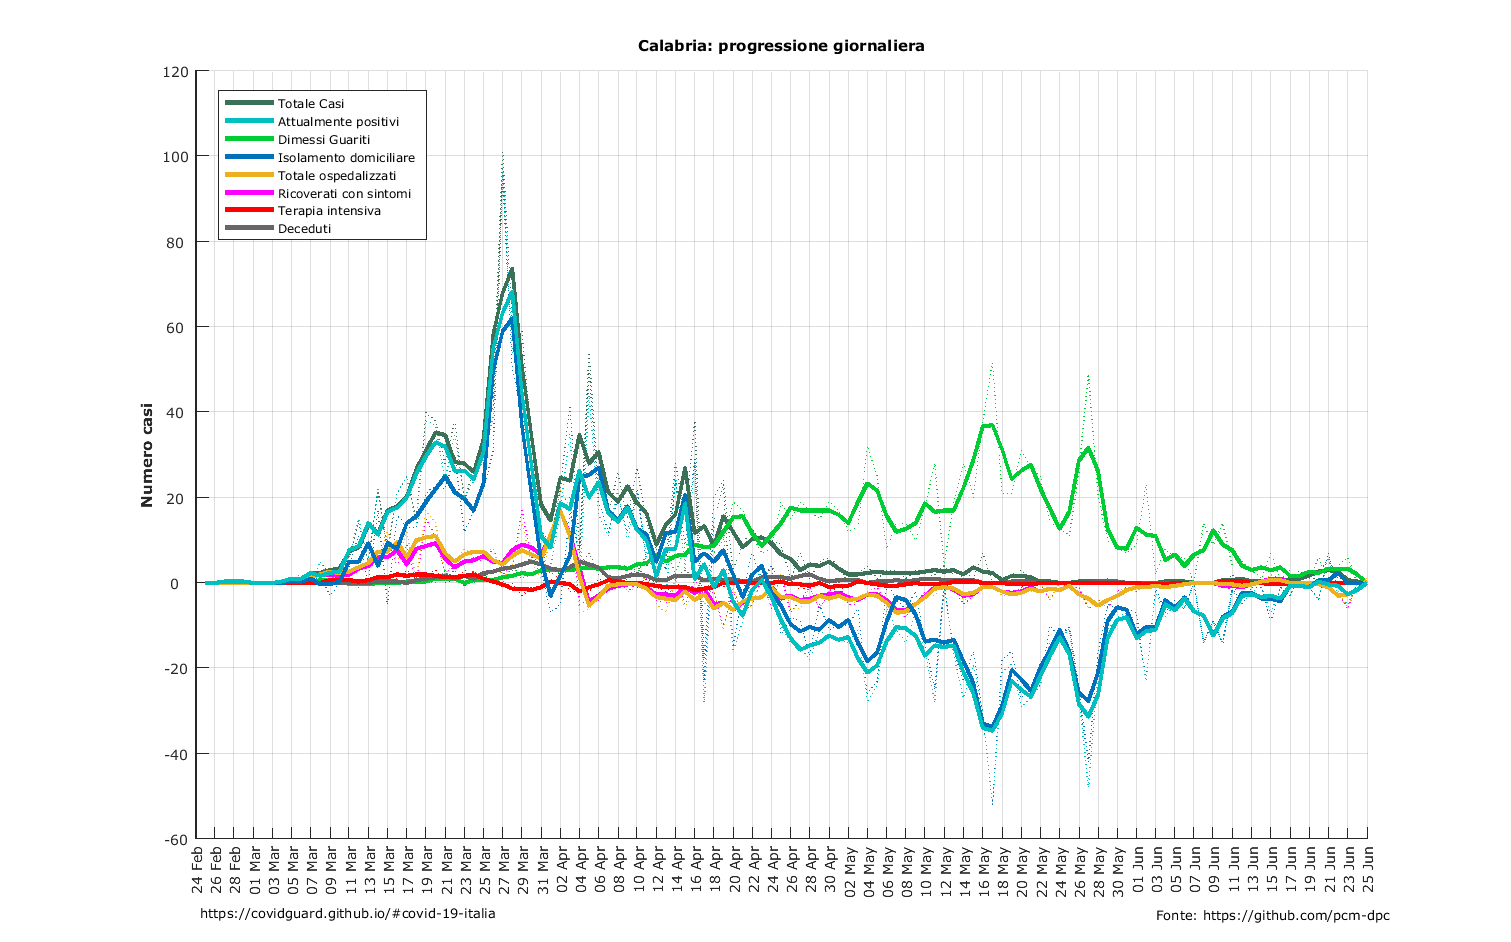 Calabria: progressione giornaliera
Numero casi
120
100
80
60
40
20
0
-20
-40
-60
Totale Casi
Attualmente positivi
Dimessi Guariti
Isolamento domiciliare
Totale ospedalizzati
Ricoverati con sintomi
Terapia intensiva
Deceduti
24 Feb
26 Feb
28 Feb
01 Mar
03 Mar
05 Mar
07 Mar
09 Mar
11 Mar
13 Mar
15 Mar
17 Mar
19 Mar
21 Mar
23 Mar
25 Mar
27 Mar
29 Mar
31 Mar
02 Apr
04 Apr
06 Apr
08 Apr
10 Apr
12 Apr
14 Apr
16 Apr
18 Apr
20 Apr
22 Apr
24 Apr
26 Apr
28 Apr
30 Apr
02 May
04 May
06 May
08 May
10 May
12 May
14 May
16 May
18 May
20 May
22 May
24 May
26 May
28 May
30 May
01 Jun
03 Jun
05 Jun
07 Jun
09 Jun
11 Jun
13 Jun
15 Jun
17 Jun
19 Jun
21 Jun
23 Jun
25 Jun
https://covidguard.github.io/#covid-19-italia
Fonte: https://github.com/pcm-dpc